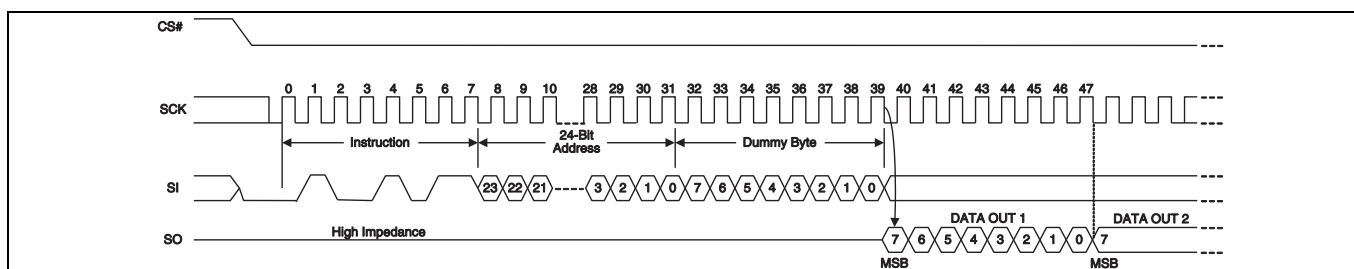 CS#
0 1 2 3 4 5 6 7 8 9 10 28 29 30 31 32 33 34 35 36 37 38 39 40 41 42 43 44 45 46 47
SCK
Instruction
24-Bit
Address
Dummy Byte
SI
23 22 21 3 2 1 0 7 6 5 4 3 2 1 0
DATA OUT 1
DATA OUT 2
SO
High Impedance
7 6 5 4 3 2 1 0 7
MSB
MSB